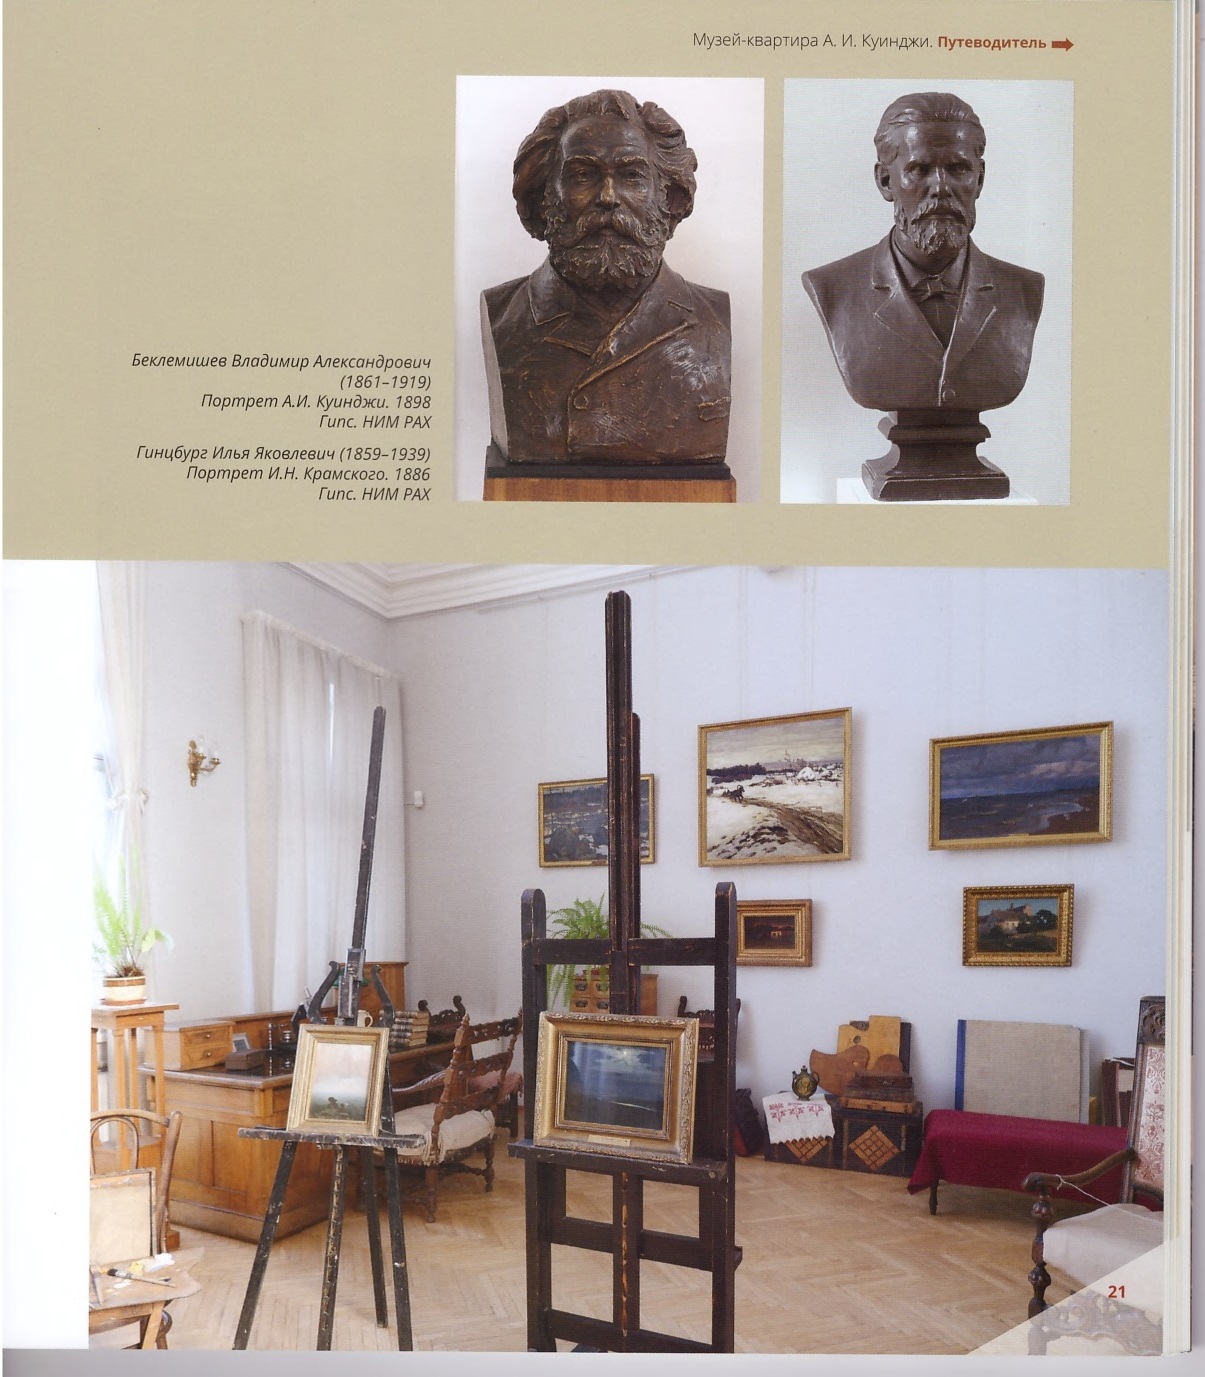 Музей-квартира А. И. Куинджи. Путеводитель
Беклемишев Владимир Александрович
(1861–1919)
Портрет А.И. Куинджи. 1898
Гипс. НИМ РАХ
Гинцбург Илья Яковлевич (1859–1939)
Портрет И.Н. Крамского. 1886
Гипс. НИМ РАХ
21